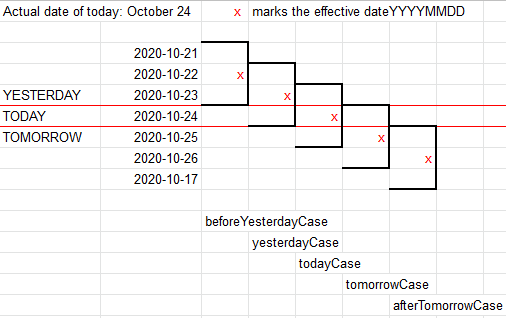 Actual date of today: October 24 x marks the effective dateYYYYMMDD
2020-10-21
2020-10-22 x
YESTERDAY 2020-10-23 x
TODAY 2020-10-24 x
TOMORROW 2020-10-25 x
2020-10-26 x
2020-10-17
beforeYesterdayCase
yesterdayCase
todayCase
tomorrowCase
afterTomorrowCase